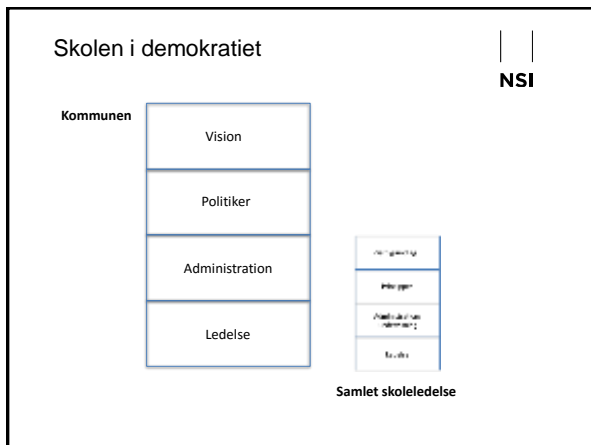 Skolen i demokratiet
NSI
Kommunen
Vision
Politiker
Administration
Ledelse
Samlet skoleledelse